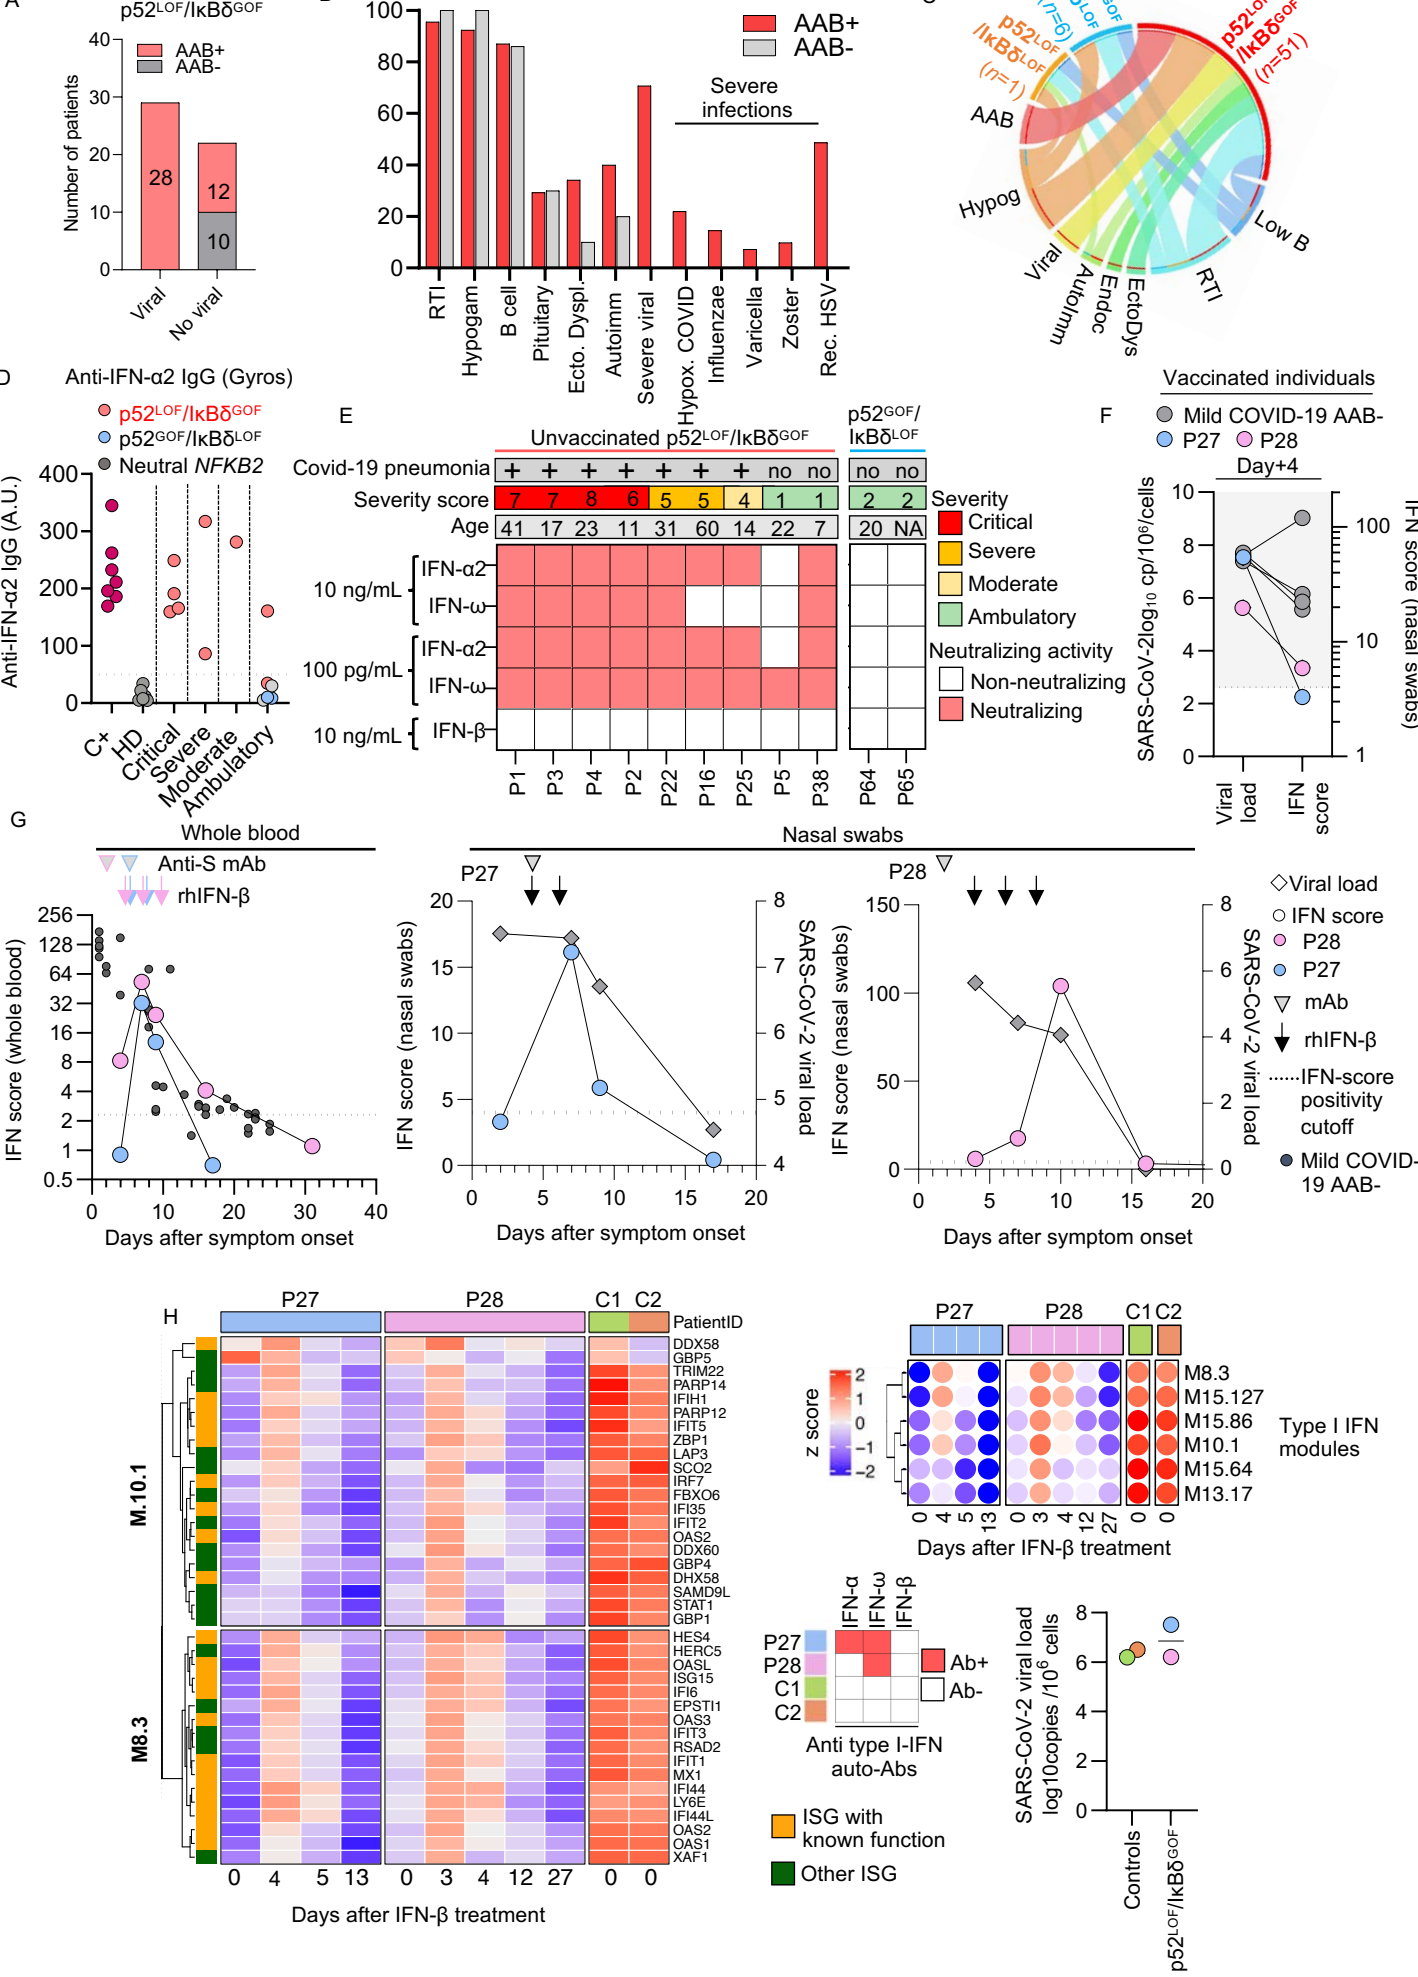 A
p52LOF/IκBδGOF
AAB+
AAB-
Number of patients
40
30
20
10
0
28
12
10
Viral
No viral
100
80
60
40
20
0
AAB+
AAB-
Severe
infections
RTI
Hypogam
B cell
Pituitary
Ecto. Dyspl.
Autoimm
Severe viral
Hypox. COVID
Influenzae
Varicella
Zoster
Rec. HSV
p52LOF
/IκBδLOF
(n=1)
(n=6)
p52LOF
/IκBδGOF
(n=51)
AAB
Hypog
Viral
AutoImm
Endoc
EctoDys
RTI
Low B
D
Anti-IFN-α2 IgG (Gyros)
p52LOF/IκBδGOF
p52GOF/IκBδLOF
Neutral NFKB2
Anti-IFN-α2 IgG (A.U.)
400
300
200
100
0
C+
HD
Critical
Severe
Moderate
Ambulatory
E
Unvaccinated p52LOF/IκBδGOF
p52GOF/
IκBδLOF
Covid-19 pneumonia + + + + + + + no no no no
Severity score 7 7 8 6 5 5 4 1 1 2 2
Age 41 17 23 11 31 60 14 22 7 20 NA
10 ng/mL
IFN-α2
IFN-ω
100 pg/mL
IFN-α2
IFN-ω
10 ng/mL
IFN-β
P1 P3 P4 P2 P22 P16 P25 P5 P38 P64 P65
Severity
Critical
Severe
Moderate
Ambulatory
Neutralizing activity
Non-neutralizing
Neutralizing
F
Vaccinated individuals
Mild COVID-19 AAB-
P27 P28
Day+4
SARS-CoV-2log10 cp/10⁶/cells
10
8
6
4
2
0
100
10
1
IFN score (nasal swabs)
Viral
load
IFN
score
G
Whole blood
Anti-S mAb
rhIFN-β
IFN score (whole blood)
256
128
64
32
16
8
4
2
1
0.5
0 10 20 30 40
Days after symptom onset
Nasal swabs
P27
IFN score (nasal swabs)
20
15
10
5
0
8
7
6
5
4
SARS-CoV-2 viral load
0 5 10 15 20
Days after symptom onset
P28
IFN score (nasal swabs)
150
100
50
0
8
6
4
2
0
SARS-CoV-2 viral load
0 5 10 15 20
Days after symptom onset
Viral load
IFN score
P28
P27
mAb
rhIFN-β
IFN-score
positivity
cutoff
Mild COVID-
19 AAB-
H
P27 P28 C1 C2
PatientID
M.10.1
DDX58
GBP5
TRIM22
PARP14
IFIH1
PARP12
IFIT5
ZBP1
LAP3
SCO2
IRF7
FBXO6
IFI35
IFIT2
OAS2
DDX60
GBP4
DHX58
SAMD9L
STAT1
GBP1
M8.3
HES4
HERC5
OASL
ISG15
IFI6
EPSTI1
OAS3
IFIT3
RSAD2
IFIT1
MX1
IFI44
LY6E
IFI44L
OAS2
OAS1
XAF1
0 4 5 13 0 3 4 12 27 0 0
Days after IFN-β treatment
P27 P28 C1 C2
z score
2
1
0
−1
−2
M8.3
M15.127
M15.86
M10.1
M15.64
M13.17
Type I IFN
modules
0 4 5 13 0 3 4 12 27 0 0
Days after IFN-β treatment
IFN-α
IFN-ω
IFN-β
P27
P28
C1
C2
Ab+
Ab-
Anti type I-IFN
auto-Abs
ISG with
known function
Other ISG
SARS-CoV-2 viral load
log10copies /10⁶ cells
8
6
4
2
0
Controls
p52LOF/IκBδGOF